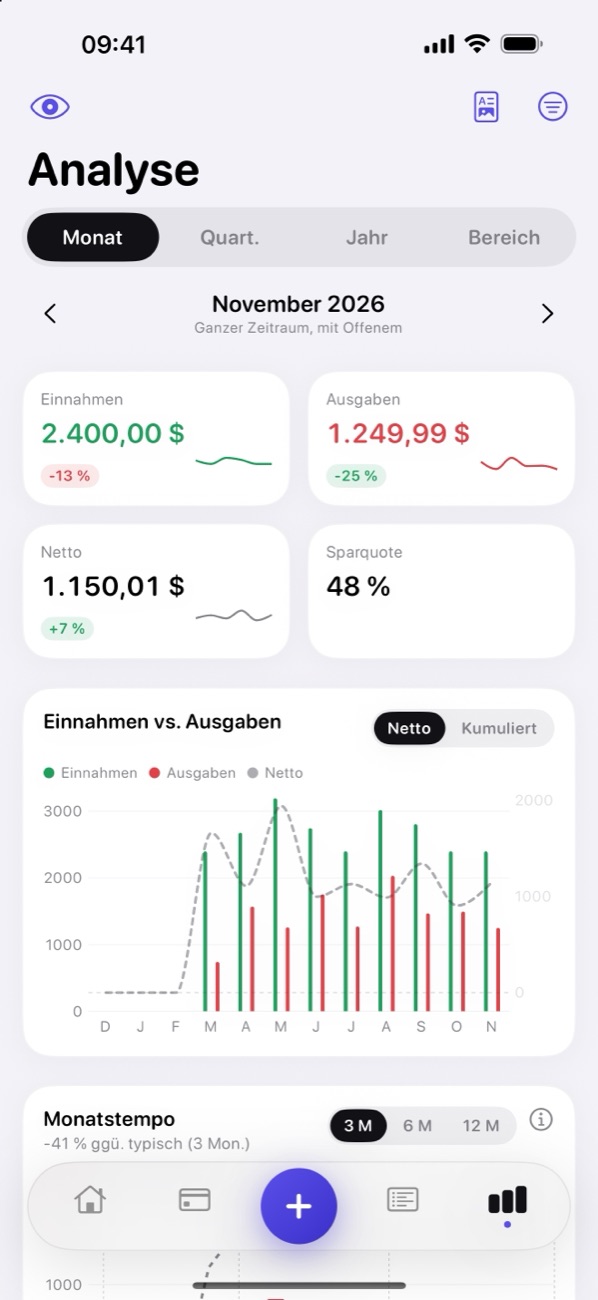 09:41
Analyse
Monat Quart. Jahr Bereich
November 2026
Ganzer Zeitraum, mit Offenem
Einnahmen
2.400,00 $
-13 %
Ausgaben
1.249,99 $
-25 %
Netto
1.150,01 $
+7 %
Sparquote
48 %
Einnahmen vs. Ausgaben
Netto Kumuliert
Einnahmen Ausgaben Netto
3000 2000
2000
1000
1000
0
0
D J F M A M J J A S O N
Monatstempo
3 M 6 M 12 M
-41 % ggü. typisch (3 Mon.)
1000